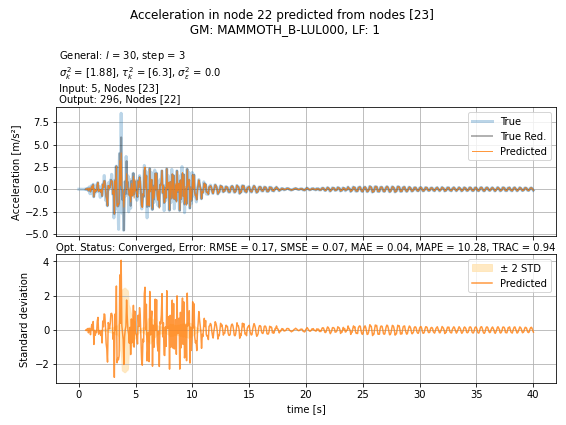 Acceleration in node 22 predicted from nodes [23]
GM: MAMMOTH_B-LUL000, LF: 1
General: l = 30, step = 3
σ²ₖ = [1.88], τ²ₖ = [6.3], σ²ε = 0.0
Input: 5, Nodes [23]
Output: 296, Nodes [22]
Acceleration [m/s²]
7.5
5.0
2.5
0.0
−2.5
−5.0
True
True Red.
Predicted
Opt. Status: Converged, Error: RMSE = 0.17, SMSE = 0.07, MAE = 0.04, MAPE = 10.28, TRAC = 0.94
Standard deviation
4
2
0
−2
± 2 STD
Predicted
0 5 10 15 20 25 30 35 40
time [s]